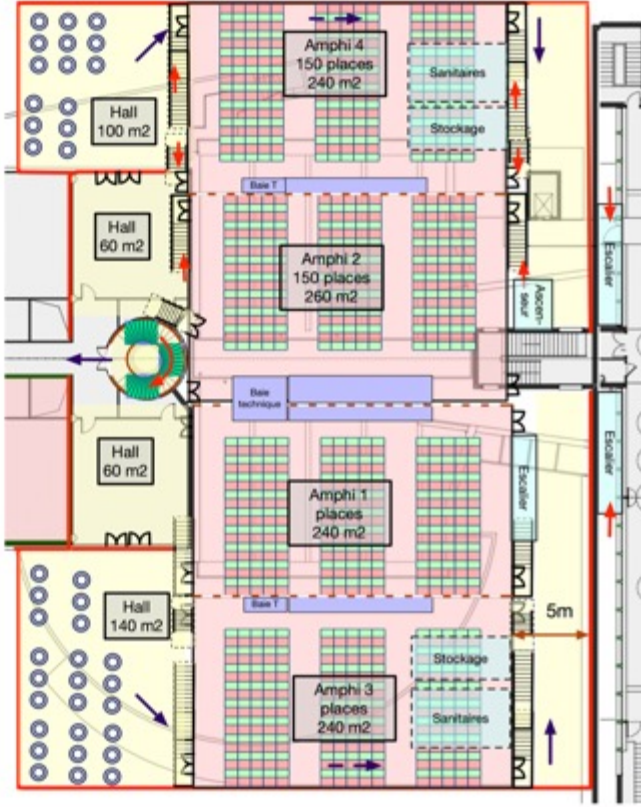 Amphi 4
150 places
240 m2
Sanitaires
Stockage
Hall
100 m2
Baie T
Hall
60 m2
Amphi 2
150 places
260 m2
Escalier
Ascen-
seur
Baie
technique
Hall
60 m2
Amphi 1
places
240 m2
Escalier
Escalier
Baie T
Hall
140 m2
5m
Stockage
Amphi 3
places
240 m2
Sanitaires